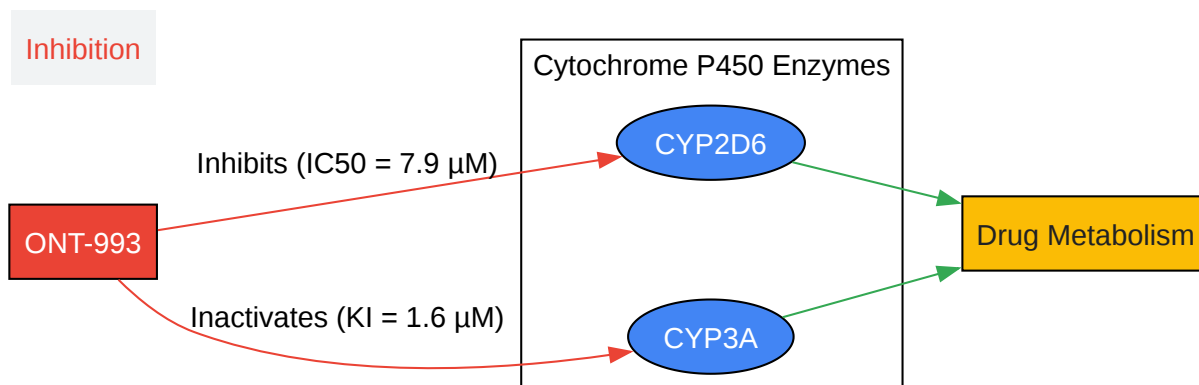 Inhibition
Cytochrome P450 Enzymes
CYP2D6
Inhibits (IC50 = 7.9 µM)
ONT-993
Drug Metabolism
Inactivates (KI = 1.6 µM)
CYP3A